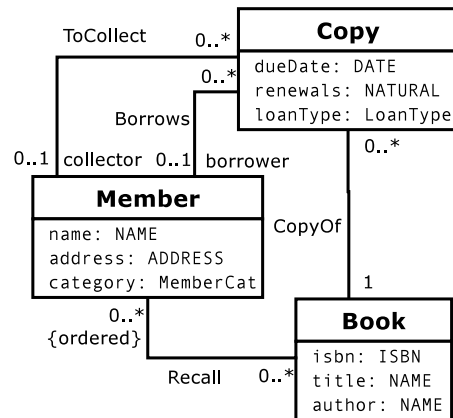 ToCollect
0..*
Copy
dueDate: DATE
renewals: NATURAL
loanType: LoanType
0..*
Borrows
0..1
collector
0..1
borrower
0..*
Member
name: NAME
address: ADDRESS
category: MemberCat
CopyOf
1
0..*
{ordered}
Recall
0..*
Book
isbn: ISBN
title: NAME
author: NAME